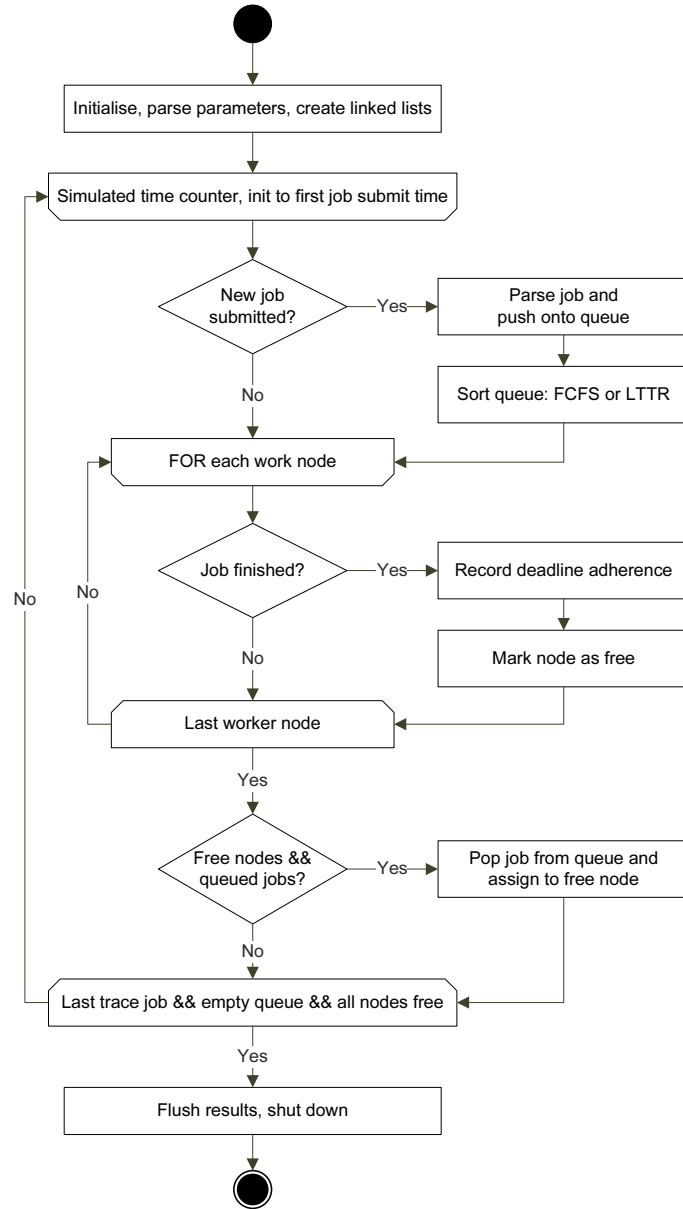 Initialise, parse parameters, create linked lists
Simulated time counter, init to first job submit time
New job
submitted?
Yes
Parse job and
push onto queue
Sort queue: FCFS or LTTR
No
FOR each work node
Job finished?
Yes
Record deadline adherence
No
No
No
Mark node as free
Last worker node
Yes
Free nodes &&
queued jobs?
Yes
Pop job from queue and
assign to free node
No
Last trace job && empty queue && all nodes free
Yes
Flush results, shut down